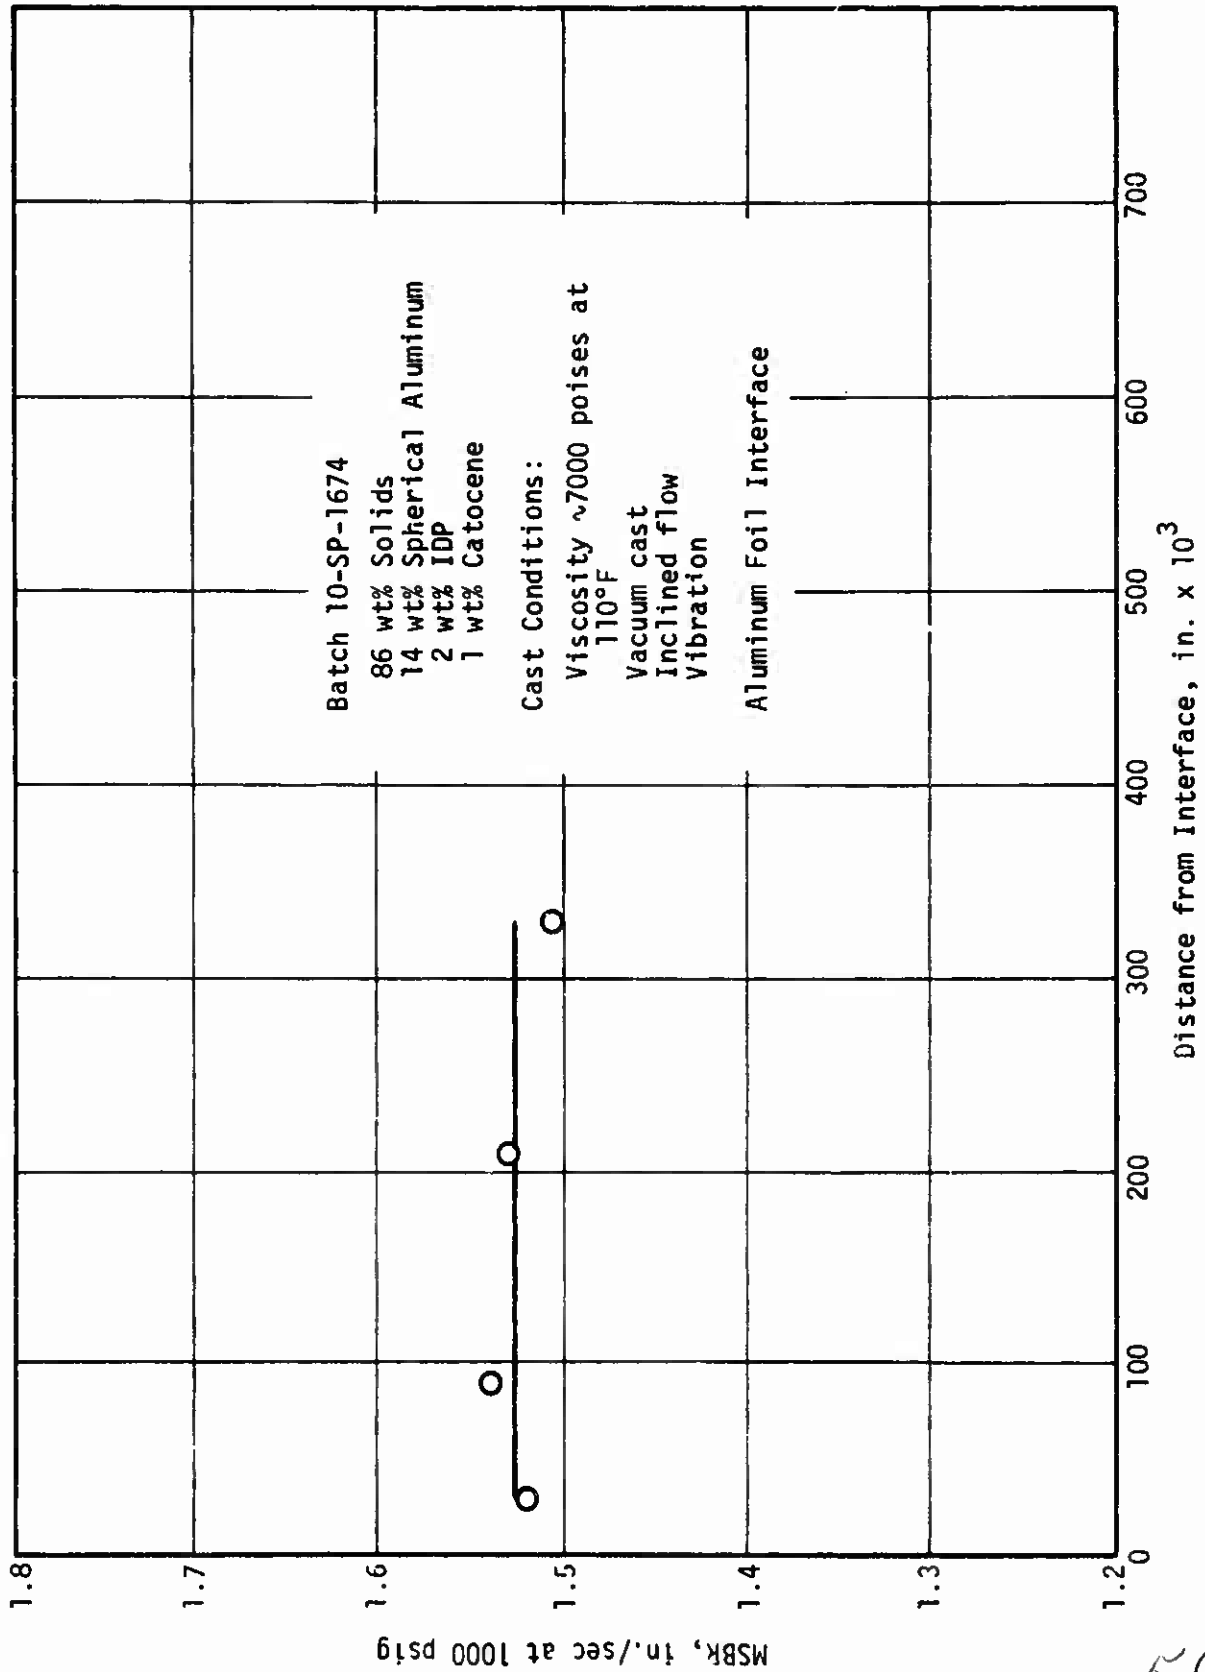 1.8
1.7
1.6
1.5
1.4
1.3
1.2
MSBR, in./sec at 1000 psig
Batch 10-SP-1674
86 wt% Solids
14 wt% Spherical Aluminum
2 wt% IDP
1 wt% Catocene
Cast Conditions:
Viscosity ~7000 poises at
110°F
Vacuum cast
Inclined flow
Vibration
Aluminum Foil Interface
0 100 200 300 400 500 600 700
Distance from Interface, in. x 10³